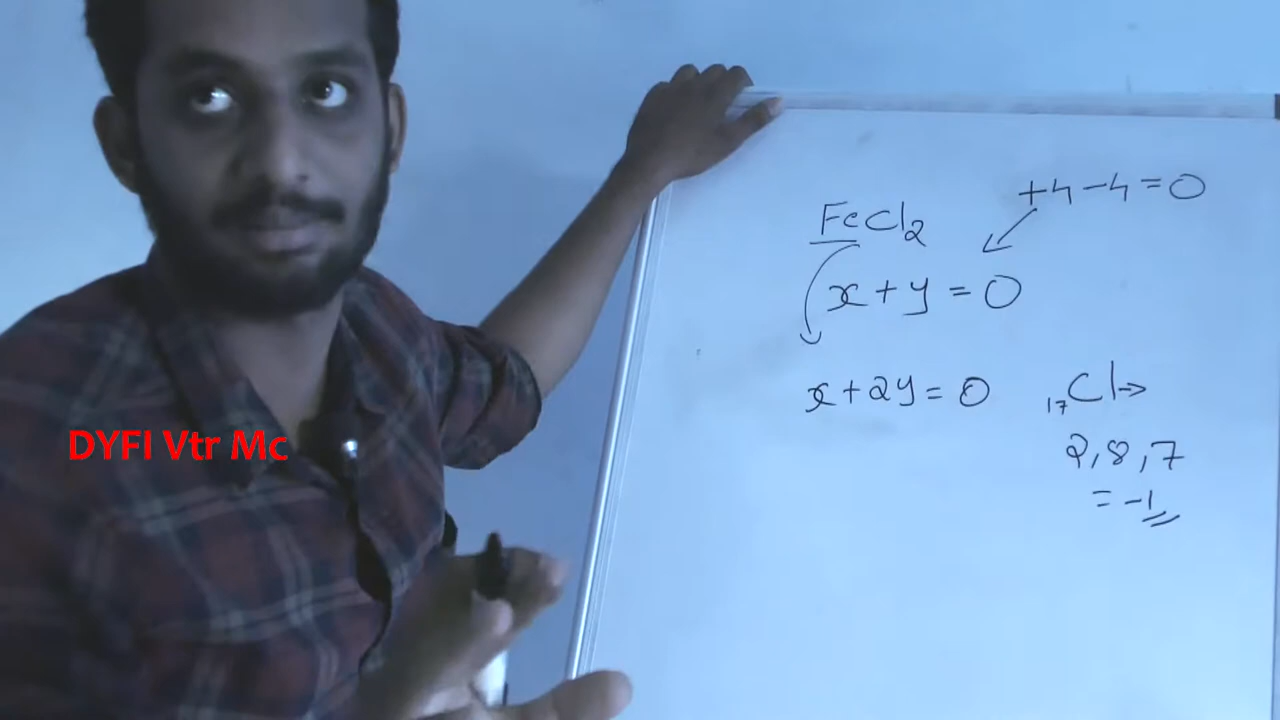 +4 -4 = 0
FeCl2
x + y = 0
x + 2y = 0
17Cl →
2,8,7
= -1
DYFI Vtr Mc